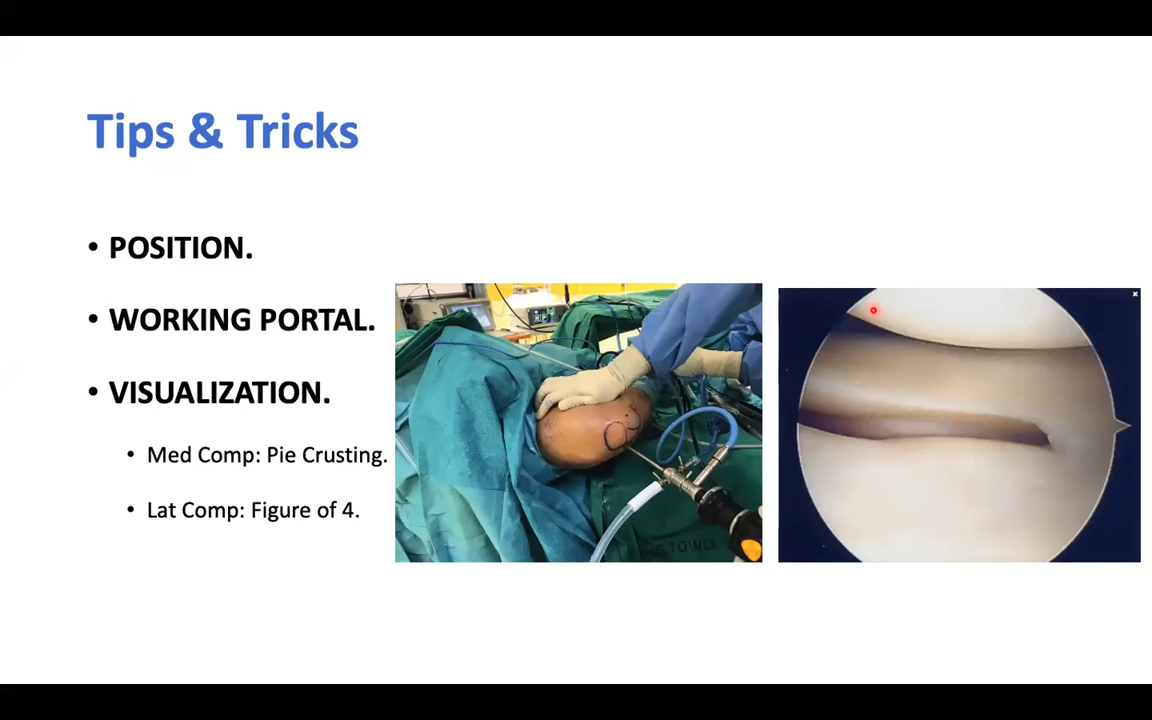 Tips & Tricks
• POSITION.
• WORKING PORTAL.
• VISUALIZATION.
• Med Comp: Pie Crusting.
• Lat Comp: Figure of 4.